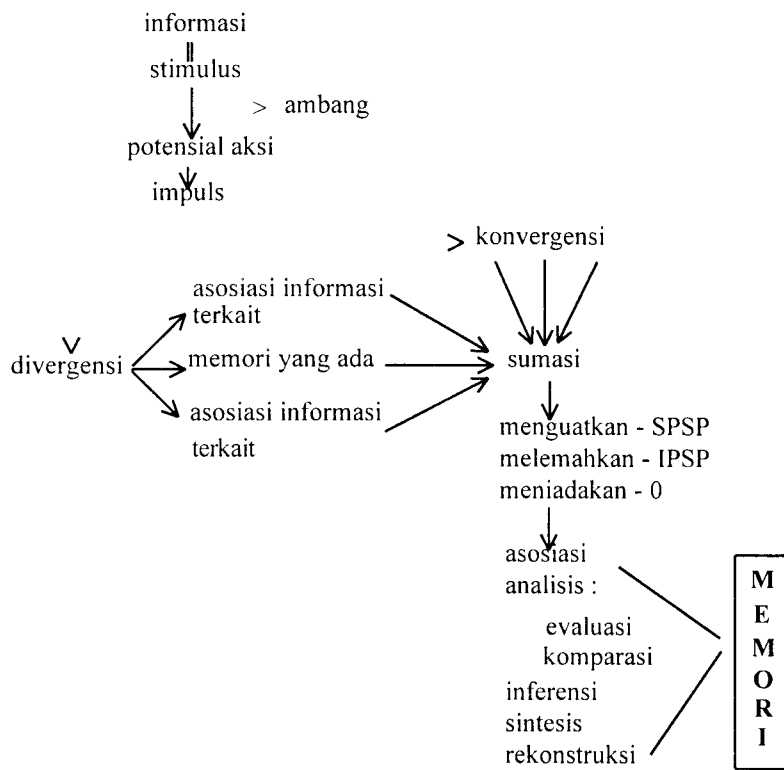 informasi
stimulus
> ambang
potensial aksi
impuls
> konvergensi
asosiasi informasi
terkait
divergensi
memori yang ada
sumasi
asosiasi informasi
terkait
menguatkan - SPSP
melemahkan - IPSP
meniadakan - 0
asosiasi
analisis :
evaluasi
komparasi
inferensi
sintesis
rekonstruksi
M
E
M
O
R
I